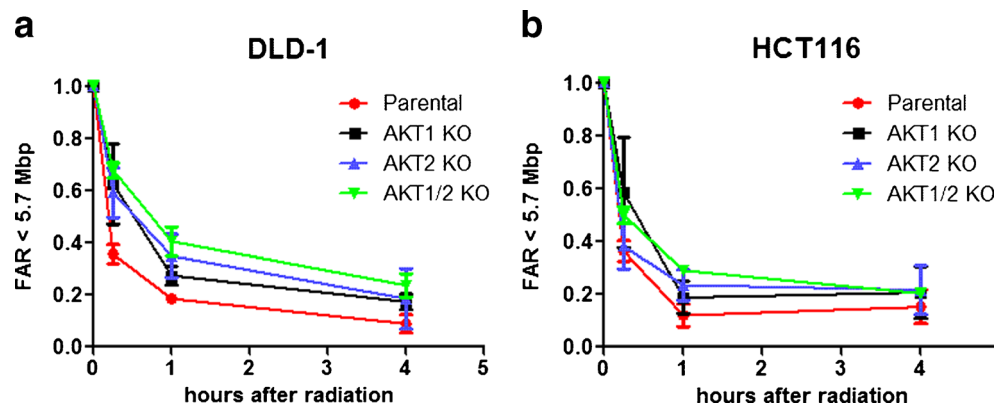 a
DLD-1
FAR < 5.7 Mbp
1.0
0.8
0.6
0.4
0.2
0.0
0 1 2 3 4 5
hours after radiation
Parental
AKT1 KO
AKT2 KO
AKT1/2 KO
b
HCT116
FAR < 5.7 Mbp
1.0
0.8
0.6
0.4
0.2
0.0
0 1 2 3 4
hours after radiation
Parental
AKT1 KO
AKT2 KO
AKT1/2 KO